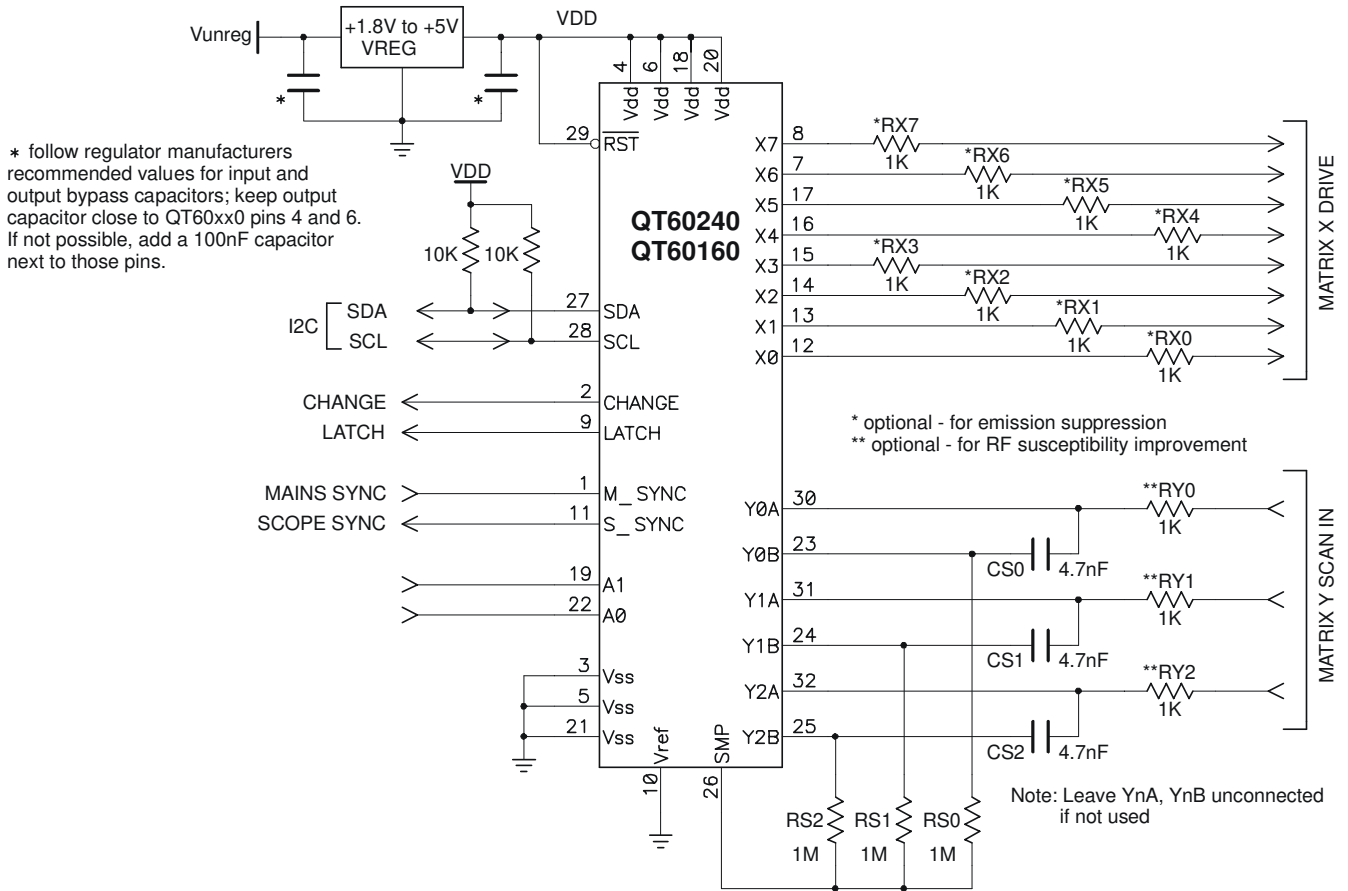 Vunreg
+1.8V to +5V
VREG
VDD
*
*
4
6
18
20
Vdd
Vdd
Vdd
Vdd
29
RST
* follow regulator manufacturers
recommended values for input and
output bypass capacitors; keep output
capacitor close to QT60xx0 pins 4 and 6.
If not possible, add a 100nF capacitor
next to those pins.
VDD
10K
10K
QT60240
QT60160
I2C
SDA
27
SDA
SCL
28
SCL
CHANGE
2
CHANGE
LATCH
9
LATCH
MAINS SYNC
1
M_SYNC
SCOPE SYNC
11
S_SYNC
19
A1
22
A0
3
Vss
5
Vss
21
Vss
Vref
10
SMP
26
X7
8
*RX7
1K
X6
7
*RX6
1K
X5
17
*RX5
1K
X4
16
*RX4
1K
X3
15
*RX3
1K
X2
14
*RX2
1K
X1
13
*RX1
1K
X0
12
*RX0
1K
MATRIX X DRIVE
* optional - for emission suppression
** optional - for RF susceptibility improvement
Y0A
30
**RY0
1K
Y0B
23
CS0
4.7nF
Y1A
31
**RY1
1K
Y1B
24
CS1
4.7nF
Y2A
32
**RY2
1K
Y2B
25
CS2
4.7nF
MATRIX Y SCAN IN
RS2
1M
RS1
1M
RS0
1M
Note: Leave YnA, YnB unconnected
if not used